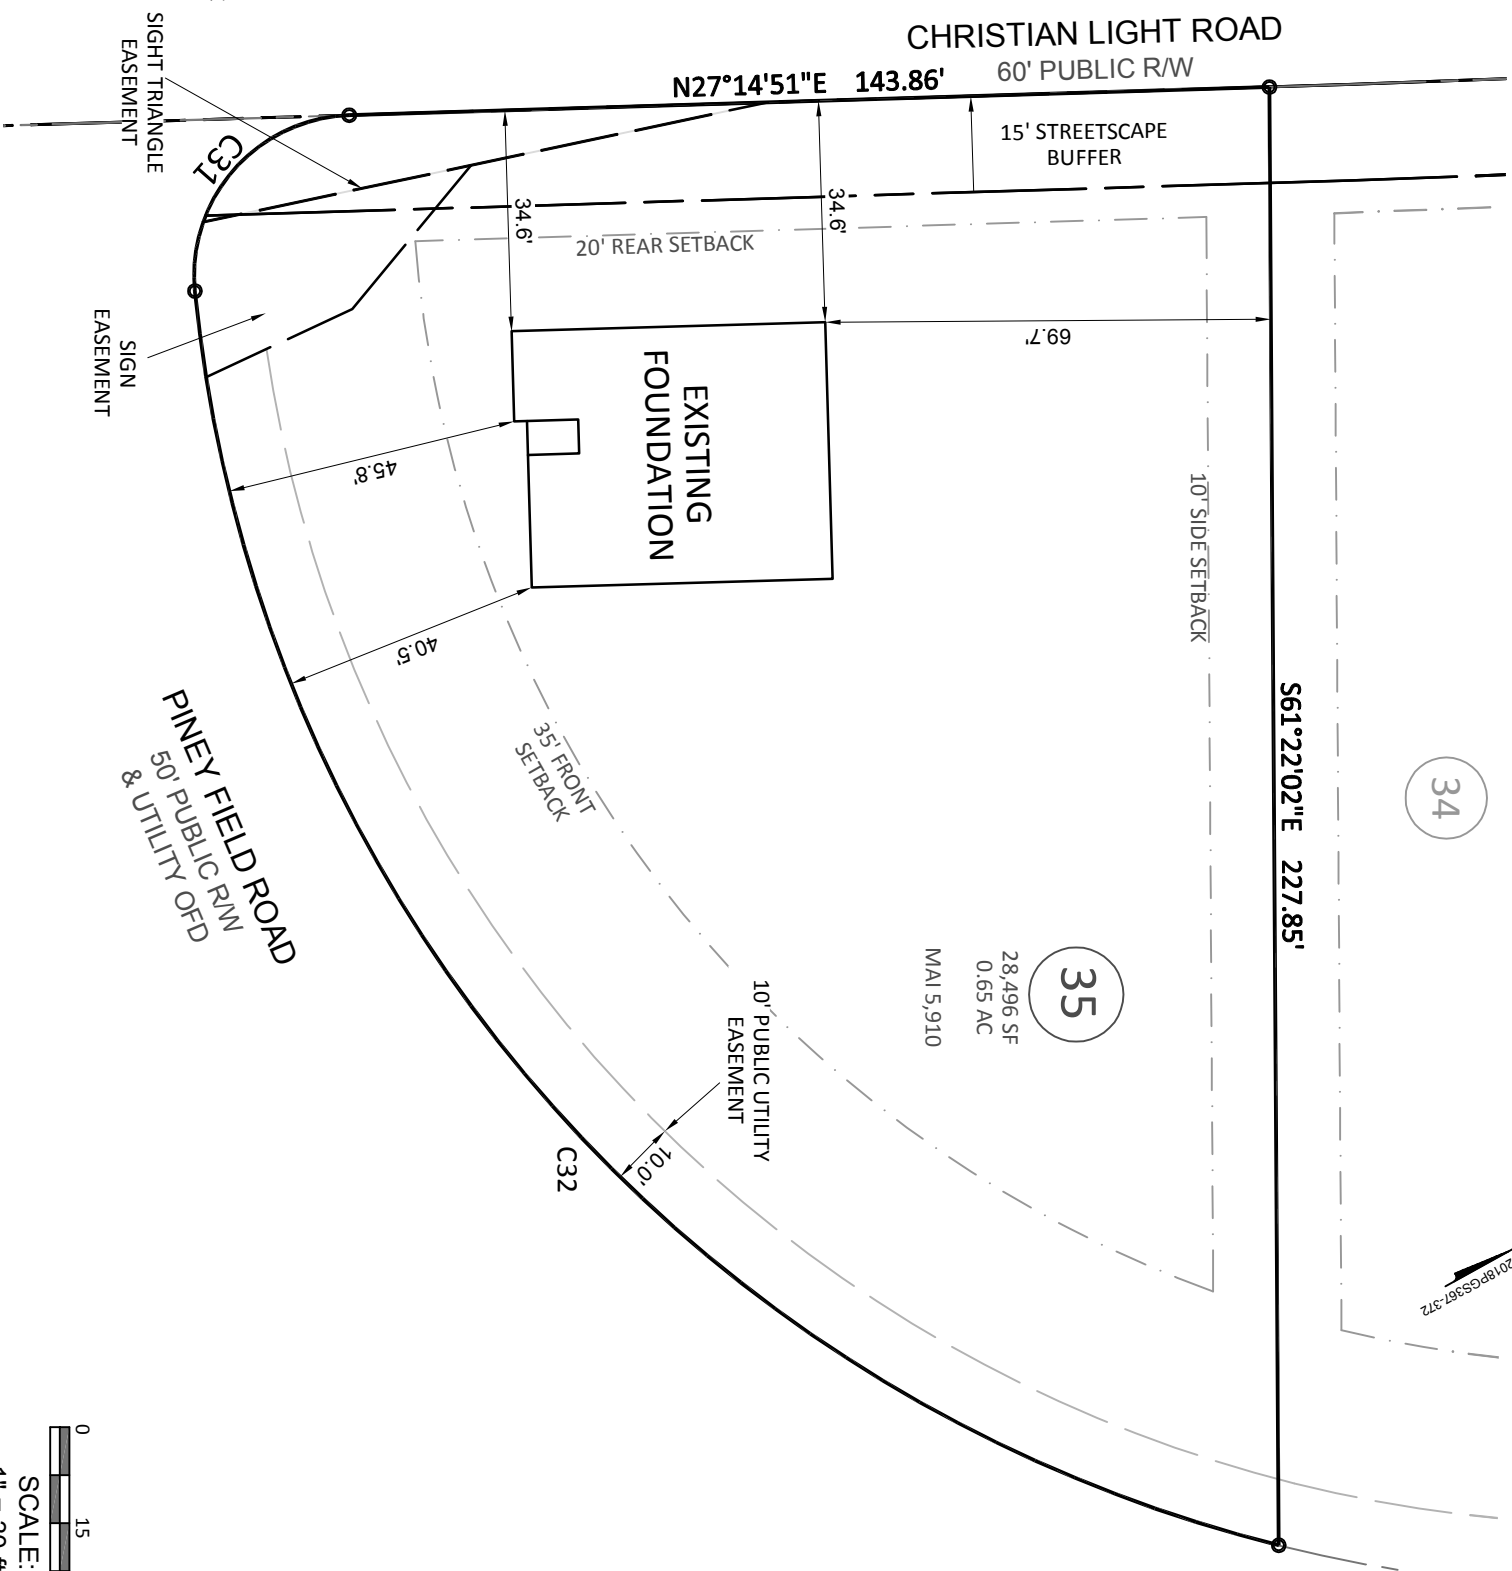 CHRISTIAN LIGHT ROAD
60' PUBLIC R/W
N27°14'51"E 143.86'
15' STREETSCAPE
BUFFER
SIGHT TRIANGLE
EASEMENT
C31
34.6'
34.6'
20' REAR SETBACK
69.7'
SIGN
EASEMENT
EXISTING
FOUNDATION
45.8'
40.5'
10' SIDE SETBACK
S61°22'02"E 227.85'
34
35' FRONT
SETBACK
PINEY FIELD ROAD
50' PUBLIC R/W
& UTILITY OFD
35
28,496 SF
0.65 AC
MAI 5,910
10' PUBLIC UTILITY
EASEMENT
10.0'
C32
2018PGS367-372
0
15
SCALE: